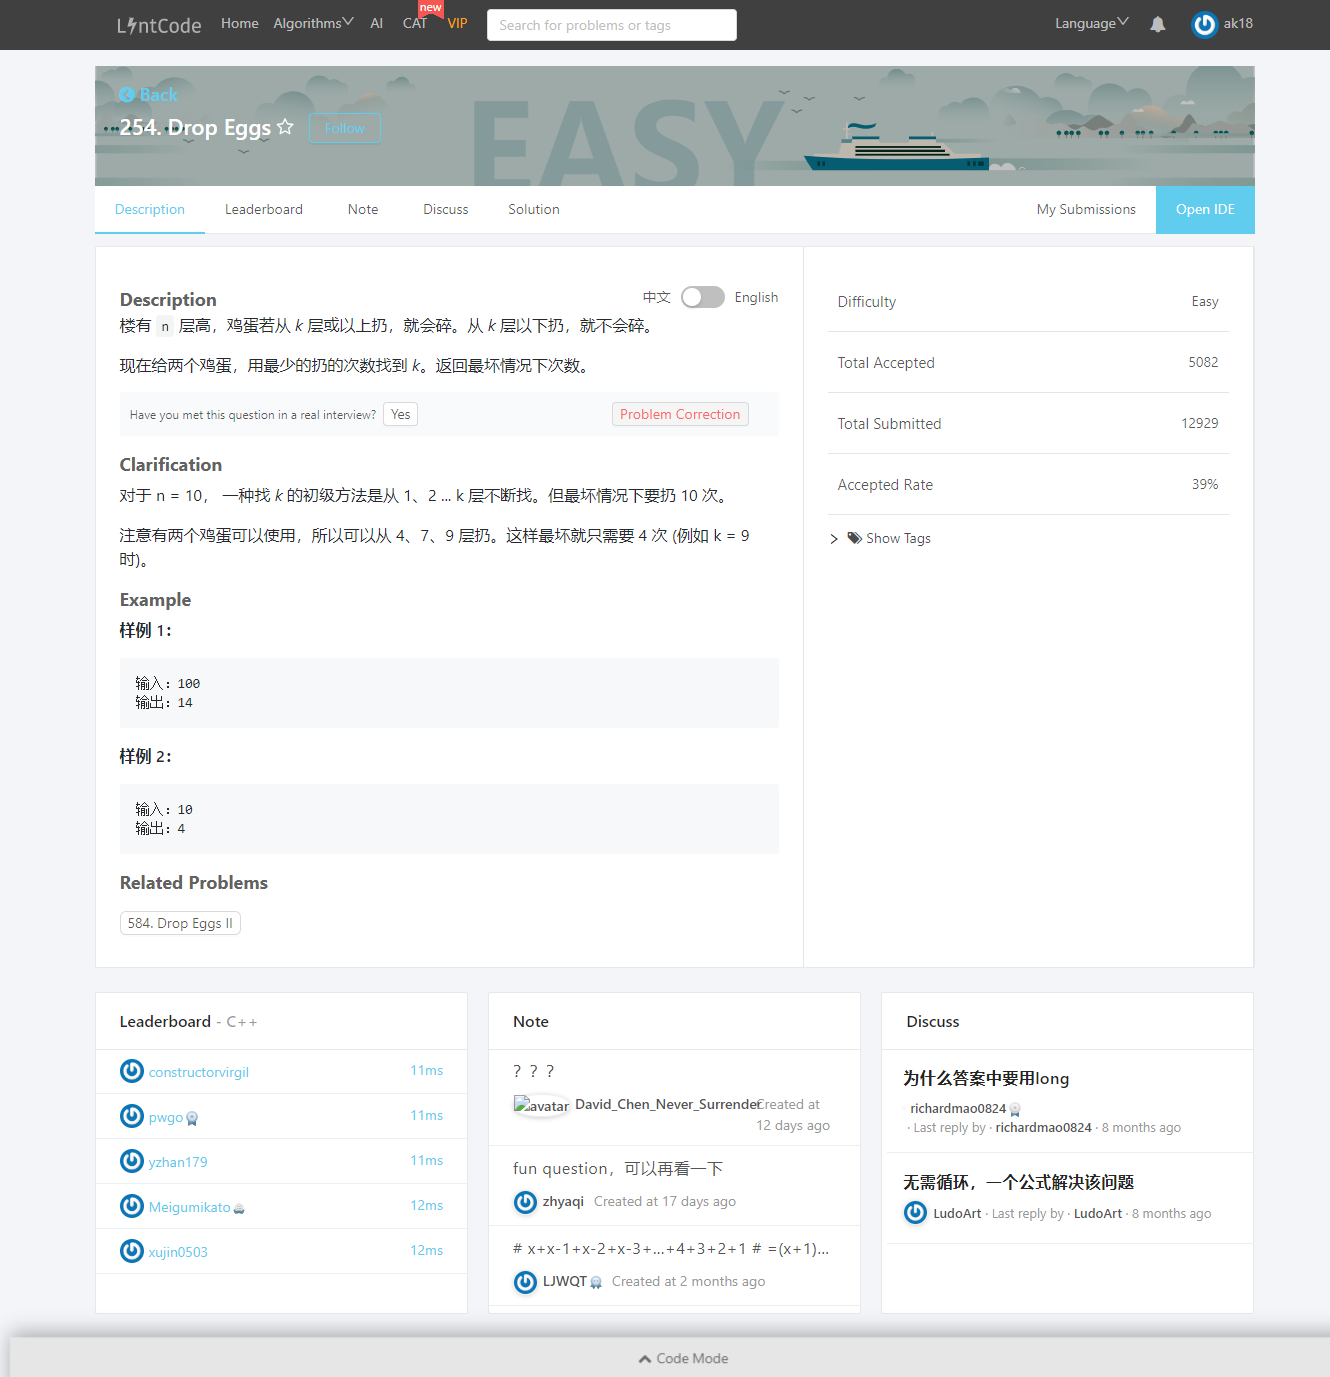 LintCode
Home
Algorithms
AI
CAT
new
VIP
Search for problems or tags
Language
ak18
Back
254. Drop Eggs
Follow
EASY
Description
Leaderboard
Note
Discuss
Solution
My Submissions
Open IDE
Description
中文
English
楼有 n 层高，鸡蛋若从 k 层或以上扔，就会碎。从 k 层以下扔，就不会碎。
现在给两个鸡蛋，用最少的扔的次数找到 k。返回最坏情况下次数。
Have you met this question in a real interview?
Yes
Problem Correction
Clarification
对于 n = 10， 一种找 k 的初级方法是从 1、2 ... k 层不断找。但最坏情况下要扔 10 次。
注意有两个鸡蛋可以使用，所以可以从 4、7、9 层扔。这样最坏就只需要 4 次 (例如 k = 9
时)。
Example
样例 1：
输入：100
输出：14
样例 2：
输入：10
输出：4
Related Problems
584. Drop Eggs II
Difficulty
Easy
Total Accepted
5082
Total Submitted
12929
Accepted Rate
39%
Show Tags
Leaderboard - C++
constructorvirgil
11ms
pwgo
11ms
yzhan179
11ms
Meigumikato
12ms
xujin0503
12ms
Note
？？？
avatar
David_Chen_Never_Surrender
Created at
12 days ago
fun question，可以再看一下
zhyaqi
Created at 17 days ago
# x+x-1+x-2+x-3+...+4+3+2+1 # =(x+1)...
LJWQT
Created at 2 months ago
Discuss
为什么答案中要用long
richardmao0824
· Last reply by · richardmao0824 · 8 months ago
无需循环，一个公式解决该问题
LudoArt · Last reply by · LudoArt · 8 months ago
Code Mode